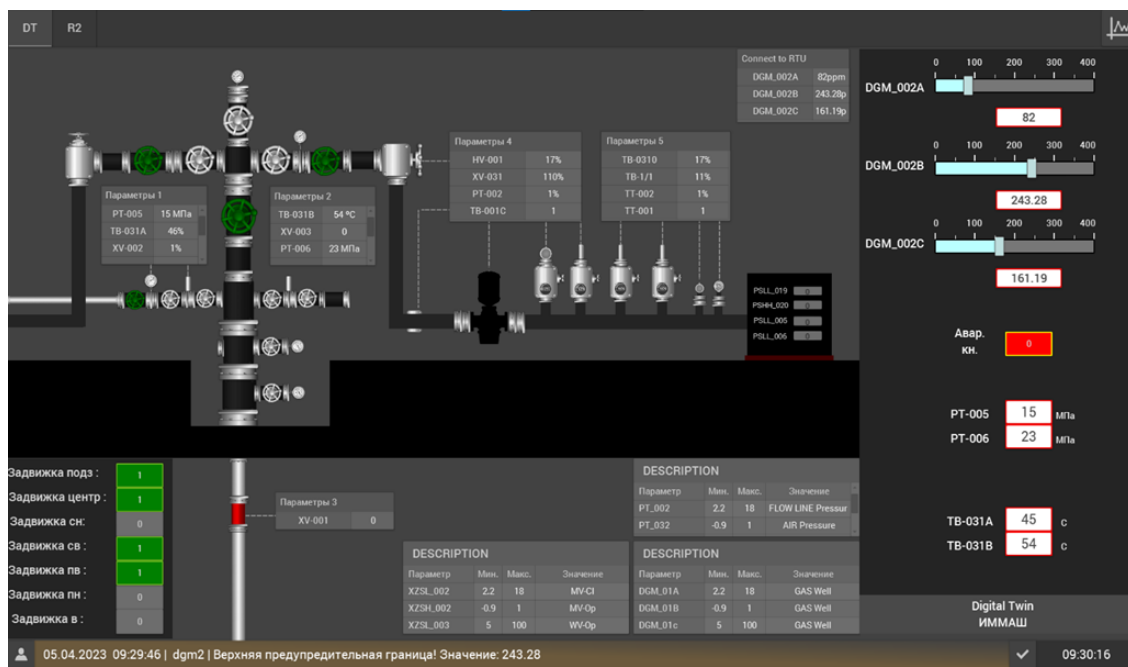 DT R2
Connect to RTU
DGM_002A 82ppm
DGM_002B 243.28p
DGM_002C 161.19p
0 100 200 300 400
DGM_002A
82
0 100 200 300 400
DGM_002B
243.28
0 100 200 300 400
DGM_002C
161.19
Параметры 4
HV-001 17%
XV-031 110%
PT-002 1%
TB-001C 1
Параметры 5
TB-0310 17%
TB-1/1 11%
TT-002 1%
TT-001 1
Параметры 1
PT-005 15 МПа
TB-031A 46%
XV-002 1%
Параметры 2
TB-031B 54 ºC
XV-003 0
PT-006 23 МПа
PSLL_019 0
PSHH_020 0
PSLL_005 0
PSLL_006 0
Авар.
кн.
0
PT-005 15 МПа
PT-006 23 МПа
TB-031A 45 c
TB-031B 54 c
Задвижка подз : 1
Задвижка центр : 1
Задвижка сн: 0
Задвижка св : 1
Задвижка пв : 1
Задвижка пн : 0
Задвижка в : 0
Параметры 3
XV-001 0
DESCRIPTION
Параметр Мин. Макс. Значение
PT_002 2.2 18 FLOW LINE Pressur
PT_032 -0.9 1 AIR Pressure
DESCRIPTION
Параметр Мин. Макс. Значение
XZSL_002 2.2 18 MV-Cl
XZSH_002 -0.9 1 MV-Op
XZSL_003 5 100 WV-Op
DESCRIPTION
Параметр Мин. Макс. Значение
DGM_01A 2.2 18 GAS Well
DGM_01B -0.9 1 GAS Well
DGM_01c 5 100 GAS Well
Digital Twin
ИММАШ
05.04.2023 09:29:46 | dgm2 | Верхняя предупредительная граница! Значение: 243.28
09:30:16